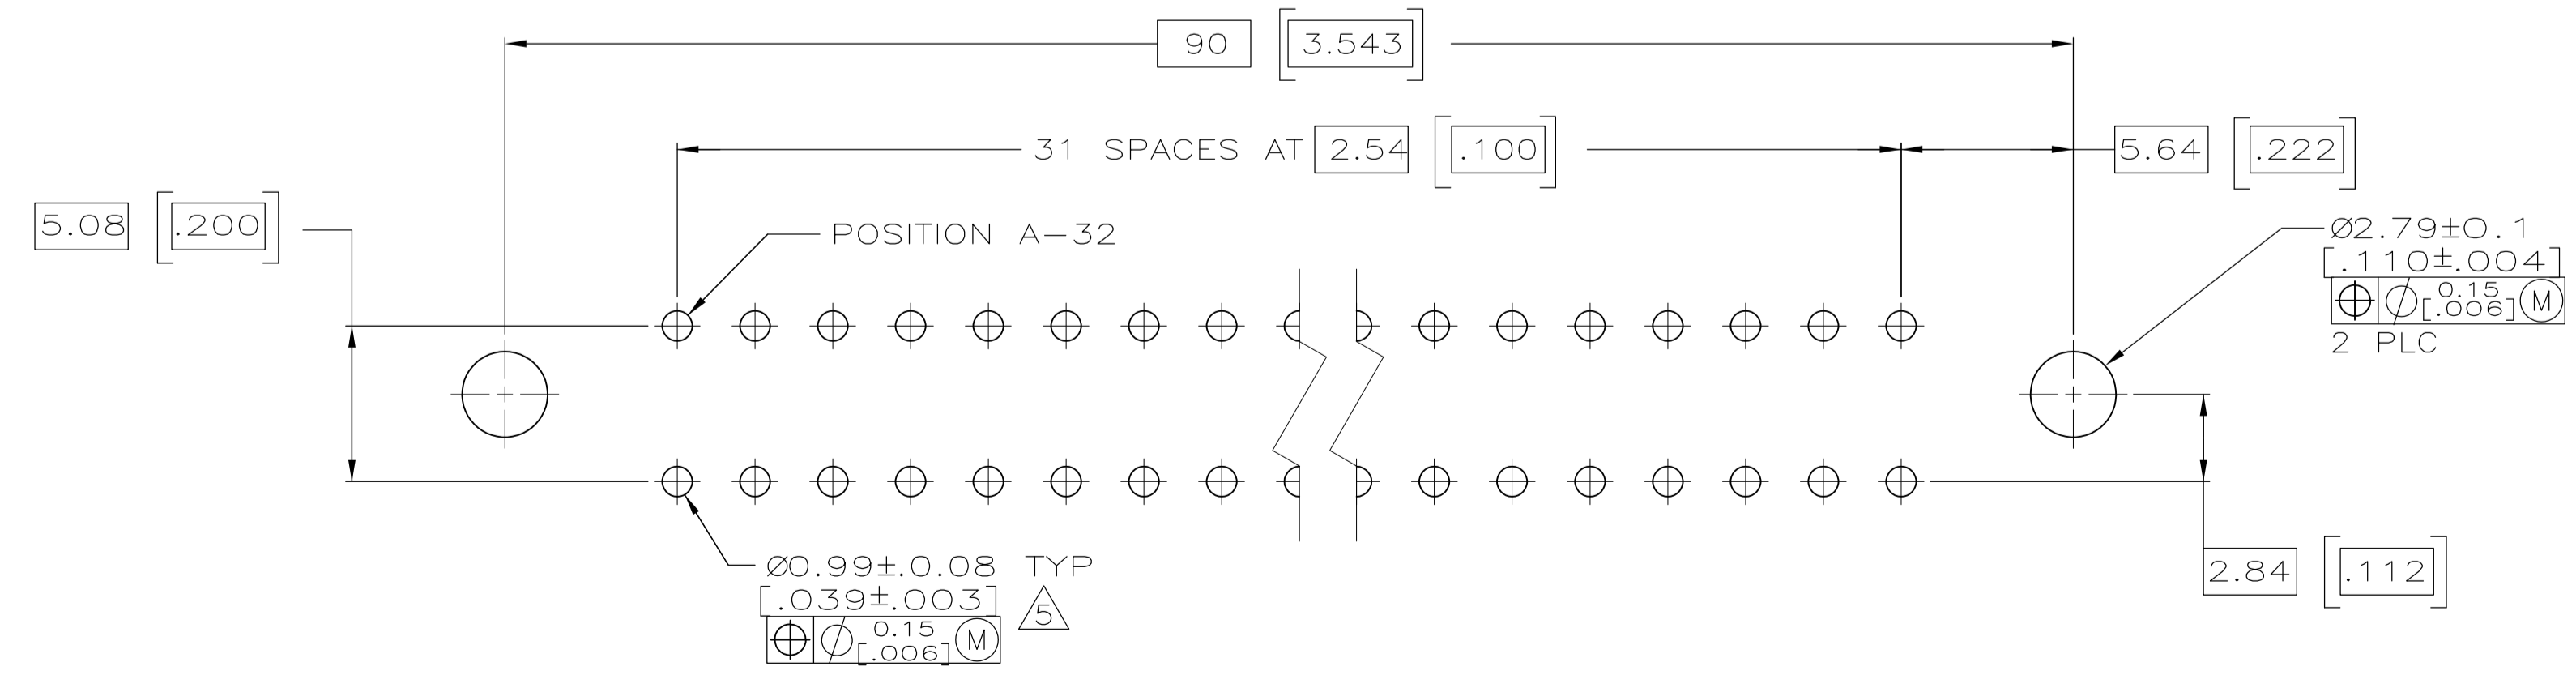 90 [3.543]
31 SPACES AT 2.54 [.100]
5.64 [.222]
5.08 [.200]
POSITION A-32
Ø2.79±0.1
[.110±.004]
⌖ Ø 0.15 [.006] Ⓜ
2 PLC
Ø0.99±.0.08 TYP
[.039±.003]
5
⌖ Ø 0.15 [.006] Ⓜ
2.84 [.112]